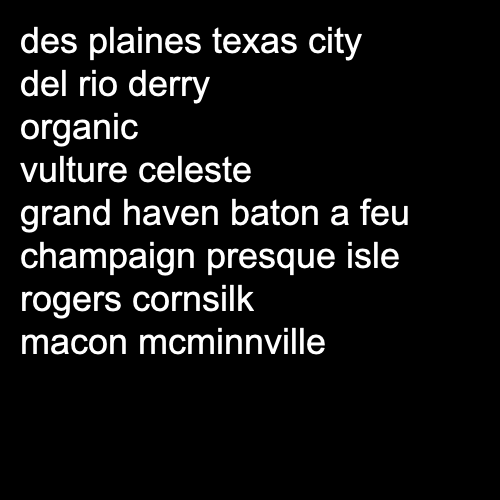 des plaines texas city
del rio derry
organic
vulture celeste
grand haven baton a feu
champaign presque isle
rogers cornsilk
macon mcminnville